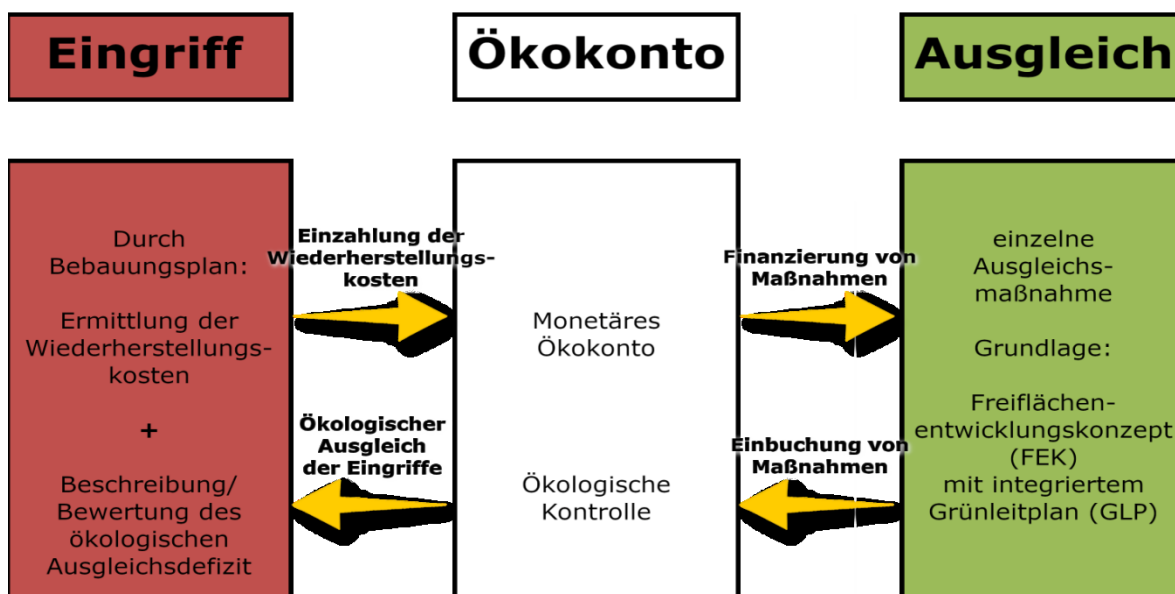 Eingriff
Ökokonto
Ausgleich
Durch
Bebauungsplan:
Ermittlung der
Wiederherstellungs-
kosten
+
Beschreibung/
Bewertung des
ökologischen
Ausgleichsdefizit
Einzahlung der
Wiederherstellungs-
kosten
Ökologischer
Ausgleich
der Eingriffe
Monetäres
Ökokonto
Ökologische
Kontrolle
Finanzierung von
Maßnahmen
Einbuchung von
Maßnahmen
einzelne
Ausgleichs-
maßnahme
Grundlage:
Freiflächen-
entwicklungskonzept
(FEK)
mit integriertem
Grünleitplan (GLP)